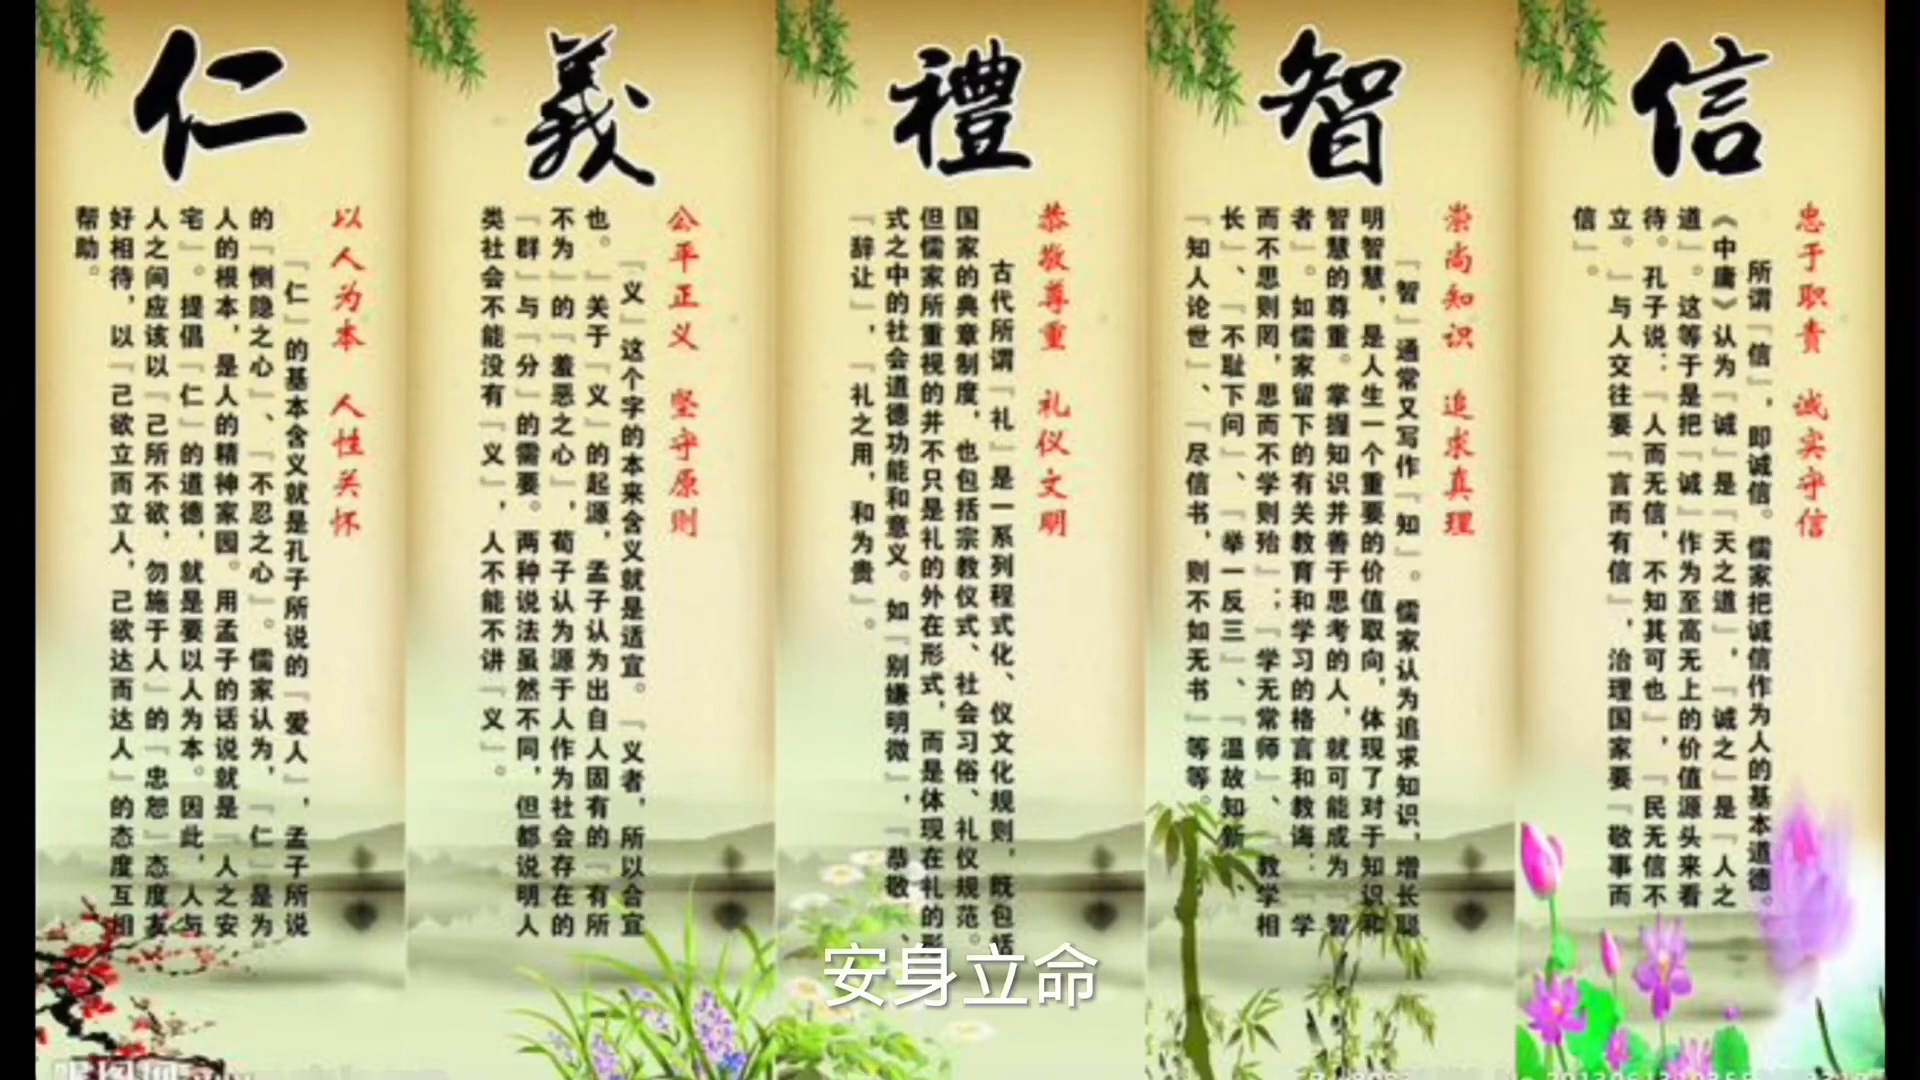 仁
以人为本 人性关怀
『仁』的基本含义就是孔子所说的『爱人』，孟子所说
的『恻隐之心』、『不忍之心』。儒家认为，『仁』是为
人的根本，是人的精神家园。用孟子的话说就是『人之安
宅』。提倡『仁』的道德，就是要以人为本。因此，人与
人之间应该以『己所不欲，勿施于人』的『忠恕』态度友
好相待，以『己欲立而立人，己欲达而达人』的态度互相
帮助。
義
公平正义 坚守原则
『义』这个字的本来含义就是适宜。『义者，所以合宜
也。』关于『义』的起源，孟子认为出自人固有的『有所
不为』的『羞恶之心』，荀子认为源于人作为社会存在的
『群』与『分』的需要。两种说法虽然不同，但都说明人
类社会不能没有『义』，人不能不讲『义』。
禮
恭敬尊重 礼仪文明
古代所谓『礼』是一系列程式化、仪文化规则，既包括
国家的典章制度，也包括宗教仪式、社会习俗、礼仪规范。
但儒家所重视的并不只是礼的外在形式，而是体现在礼的形
式之中的社会道德功能和意义。如『别嫌明微』，『恭敬』、
『辞让』，『礼之用，和为贵』。
智
崇尚知识 追求真理
『智』通常又写作『知』。儒家认为追求知识，增长聪
明智慧，是人生一个重要的价值取向，体现了对于知识和
智慧的尊重。掌握知识并善于思考的人，就可能成为『智
者』。如儒家留下的有关教育和学习的格言和教诲：『学
而不思则罔，思而不学则殆』；『学无常师』、『教学相
长』、『不耻下问』、『举一反三』、『温故知新』、
『知人论世』、『尽信书，则不如无书』等等。
信
忠于职责 诚实守信
所谓『信』，即诚信。儒家把诚信作为人的基本道德。
《中庸》认为『诚』是『天之道』，『诚之』是『人之
道』。这等于是把『诚』作为至高无上的价值源头来看
待。孔子说：『人而无信，不知其可也』，『民无信不
立。』与人交往要『言而有信』，治理国家要『敬事而
信』。
安身立命